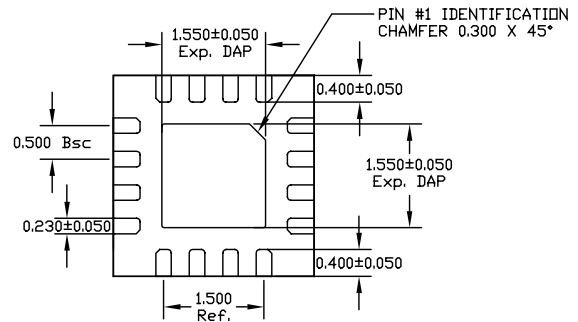 PIN #1 IDENTIFICATION
CHAMFER 0.300 X 45°
1.550±0.050
Exp. DAP
0.400±0.050
0.500 Bsc
1.550±0.050
Exp. DAP
0.230±0.050
0.400±0.050
1.500
Ref.